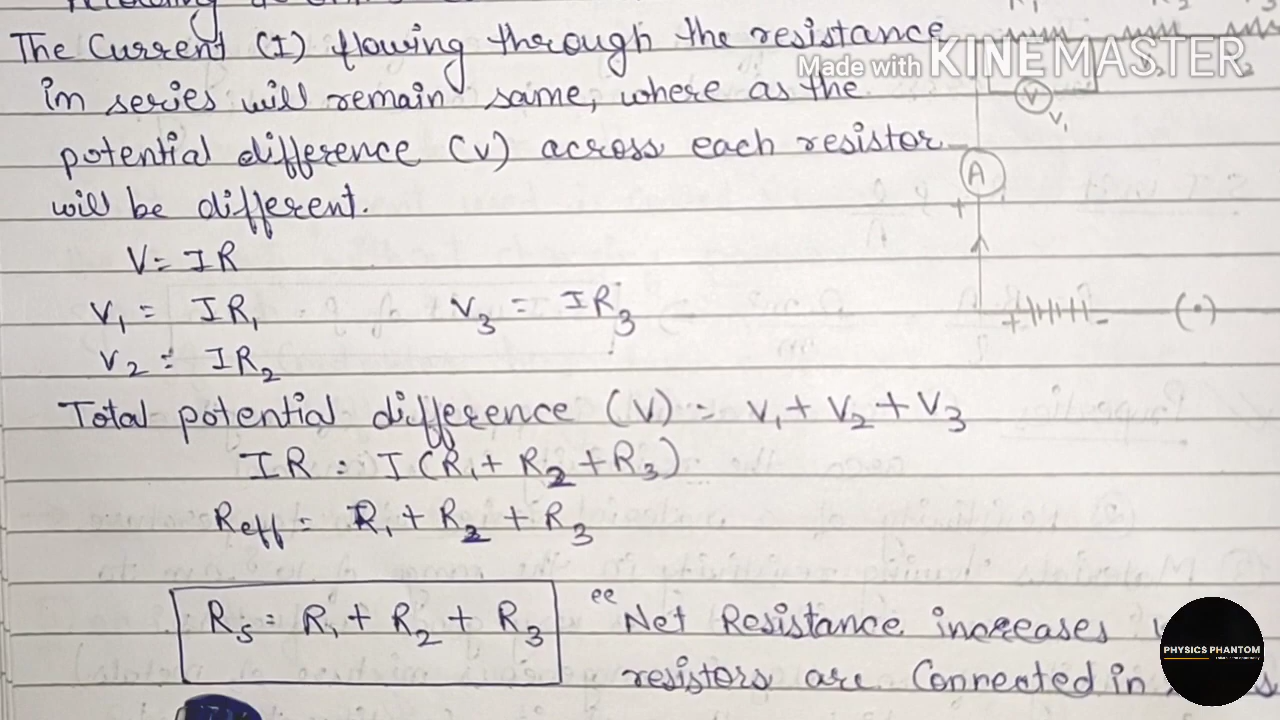 The Current (I) flowing through the resistance
in series will remain same, where as the
potential difference (V) across each resistor
will be different.
V = IR
V₁ = IR₁ V₃ = IR₃
V₂ = IR₂
Total potential difference (V) = V₁ + V₂ + V₃
IR = I (R₁ + R₂ + R₃)
Reff = R₁ + R₂ + R₃
Rs = R₁ + R₂ + R₃ "Net Resistance increases
resistors are Connected in
Made with KINEMASTER
V
V₁
A
+
+ -
(•)
PHYSICS PHANTOM